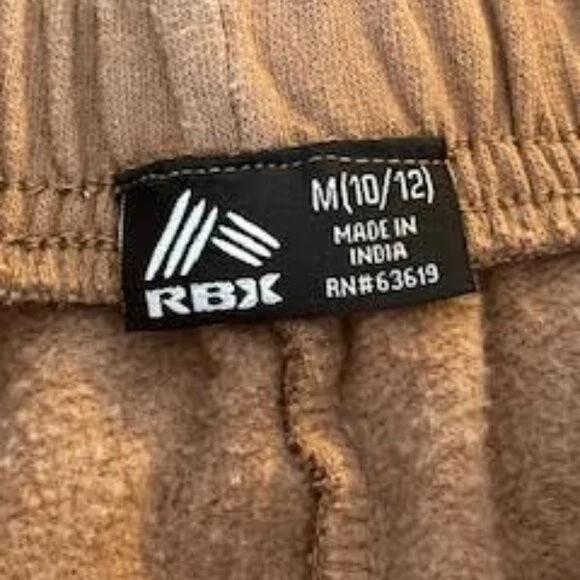 RBX
M(10/12)
MADE IN
INDIA
RN#63619